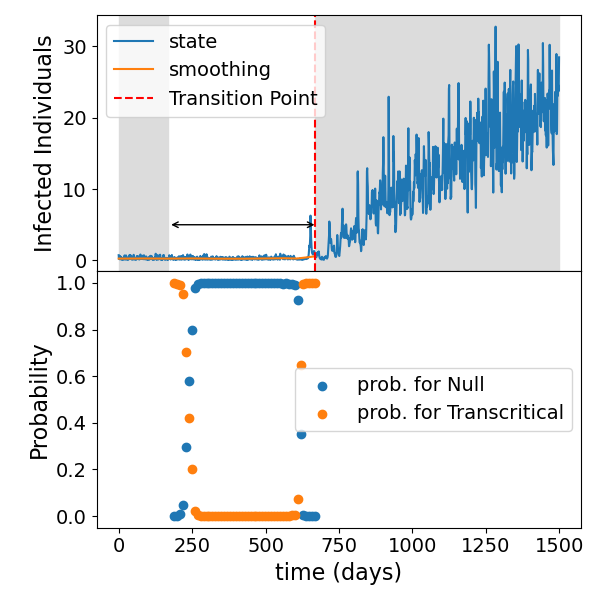 Infected Individuals
30
20
10
0
state
smoothing
Transition Point
Probability
1.0
0.8
0.6
0.4
0.2
0.0
prob. for Null
prob. for Transcritical
0 250 500 750 1000 1250 1500
time (days)